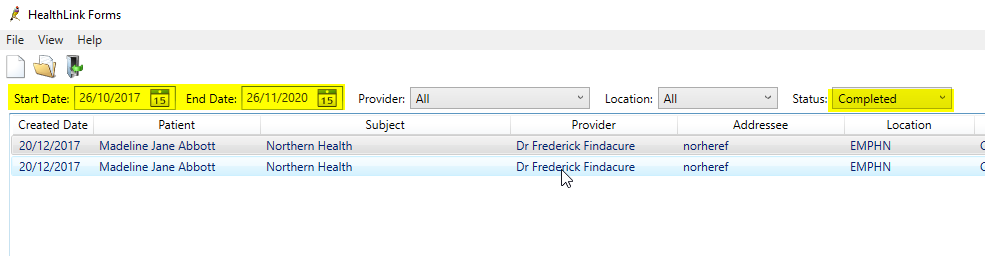 HealthLink Forms
File View Help
Start Date: 26/10/2017 15 End Date: 26/11/2020 15 Provider: All Location: All Status: Completed
Created Date Patient Subject Provider Addressee Location
20/12/2017 Madeline Jane Abbott Northern Health Dr Frederick Findacure norheref EMPHN
20/12/2017 Madeline Jane Abbott Northern Health Dr Frederick Findacure norheref EMPHN